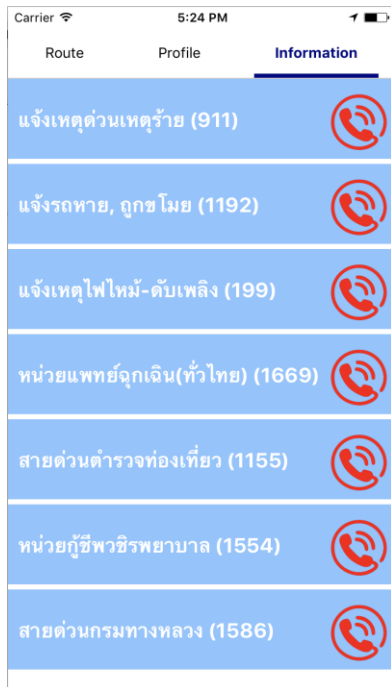 Carrier 5:24 PM
Route Profile Information
แจ้งเหตุด่วนเหตุร้าย (911)
แจ้งรถหาย, ถูกขโมย (1192)
แจ้งเหตุไฟไหม้-ดับเพลิง (199)
หน่วยแพทย์ฉุกเฉิน(ทั่วไทย) (1669)
สายด่วนตำรวจท่องเที่ยว (1155)
หน่วยกู้ชีพวชิรพยาบาล (1554)
สายด่วนกรมทางหลวง (1586)